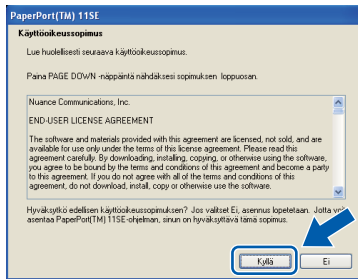 PaperPort(TM) 11SE
Käyttöoikeussopimus
Lue huolellisesti seuraava käyttöoikeussopimus.
Paina PAGE DOWN -näppäintä nähdäksesi sopimuksen loppuosan.
Nuance Communications, Inc.
END-USER LICENSE AGREEMENT
The software and materials provided with this agreement are licensed, not sold, and are
available for use only under the terms of this license agreement. Please read this
agreement carefully. By downloading, installing, copying, or otherwise using the software,
you agree to be bound by the terms and conditions of this agreement and become a party
to this agreement. If you do not agree with all of the terms and conditions of this
agreement, do not download, install, copy or otherwise use the software.
Hyväksytkö edellisen käyttöoikeussopimuksen? Jos valitset Ei, asennus lopetetaan. Jotta
asentaa PaperPort(TM) 11SE-ohjelman, sinun on hyväksyttävä tämä sopimus.
Kyllä
Ei